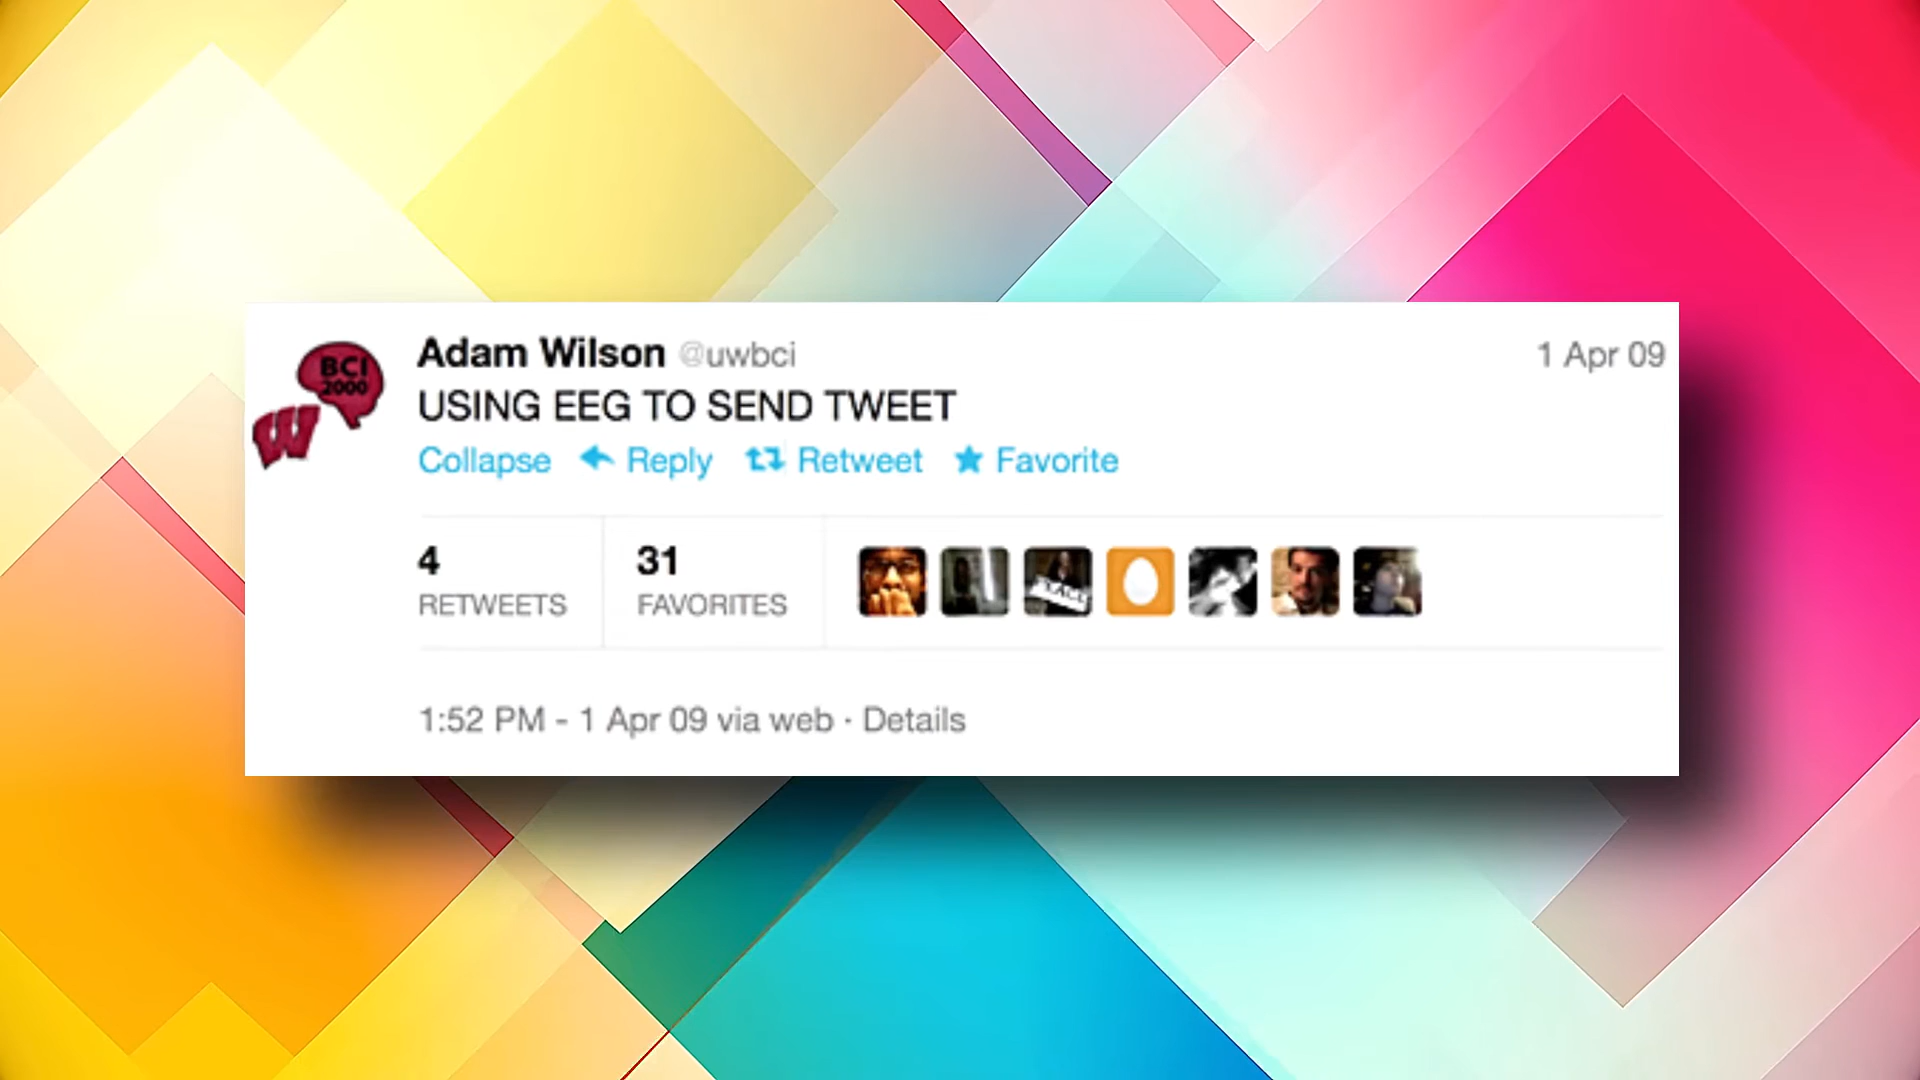 BCI
2000
W
Adam Wilson @uwbci 1 Apr 09
USING EEG TO SEND TWEET
Collapse Reply Retweet Favorite
4 31
RETWEETS FAVORITES
1:52 PM - 1 Apr 09 via web · Details